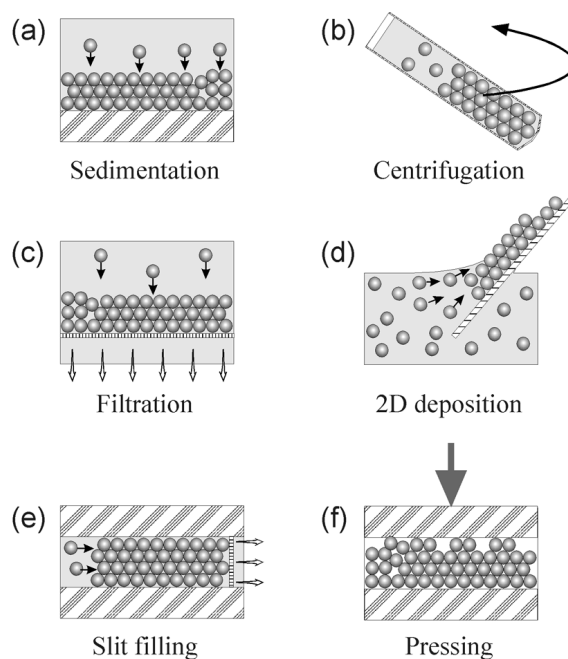 (a)
Sedimentation
(b)
Centrifugation
(c)
Filtration
(d)
2D deposition
(e)
Slit filling
(f)
Pressing